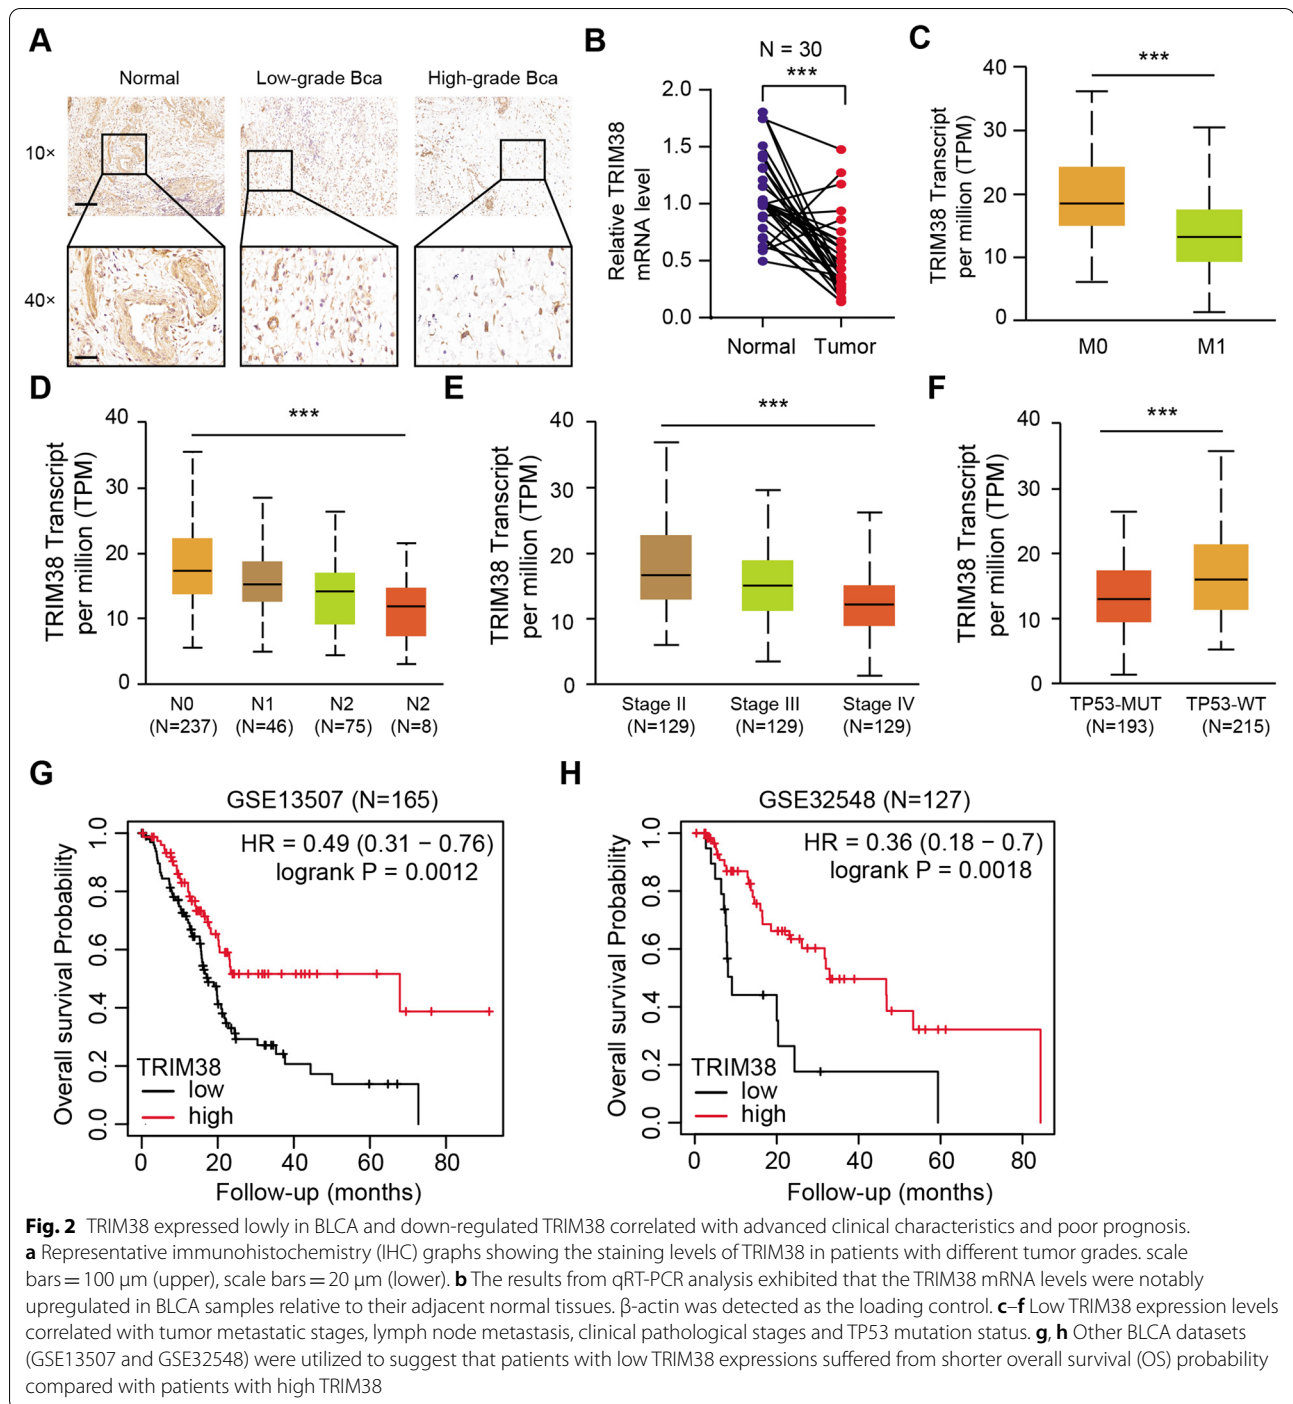 A
Normal
Low-grade Bca
High-grade Bca
10×
40×
B
N = 30
***
Relative TRIM38
mRNA level
2.0
1.5
1.0
0.5
0.0
Normal
Tumor
C
***
TRIM38 Transcript
per million (TPM)
40
30
20
10
0
M0
M1
D
***
TRIM38 Transcript
per million (TPM)
40
30
20
10
0
N0
(N=237)
N1
(N=46)
N2
(N=75)
N2
(N=8)
E
***
TRIM38 Transcript
per million (TPM)
40
30
20
10
0
Stage II
(N=129)
Stage III
(N=129)
Stage IV
(N=129)
F
***
TRIM38 Transcript
per million (TPM)
40
30
20
10
0
TP53-MUT
(N=193)
TP53-WT
(N=215)
G
GSE13507 (N=165)
HR = 0.49 (0.31 − 0.76)
logrank P = 0.0012
Overall survival Probability
1.0
0.8
0.6
0.4
0.2
0.0
TRIM38
low
high
0
20
40
60
80
Follow-up (months)
H
GSE32548 (N=127)
HR = 0.36 (0.18 − 0.7)
logrank P = 0.0018
Overall survival Probability
1.0
0.8
0.6
0.4
0.2
0.0
TRIM38
low
high
0
20
40
60
80
Follow-up (months)
Fig. 2 TRIM38 expressed lowly in BLCA and down-regulated TRIM38 correlated with advanced clinical characteristics and poor prognosis.
a Representative immunohistochemistry (IHC) graphs showing the staining levels of TRIM38 in patients with different tumor grades. scale
bars = 100 μm (upper), scale bars = 20 μm (lower). b The results from qRT-PCR analysis exhibited that the TRIM38 mRNA levels were notably
upregulated in BLCA samples relative to their adjacent normal tissues. β-actin was detected as the loading control. c–f Low TRIM38 expression levels
correlated with tumor metastatic stages, lymph node metastasis, clinical pathological stages and TP53 mutation status. g, h Other BLCA datasets
(GSE13507 and GSE32548) were utilized to suggest that patients with low TRIM38 expressions suffered from shorter overall survival (OS) probability
compared with patients with high TRIM38